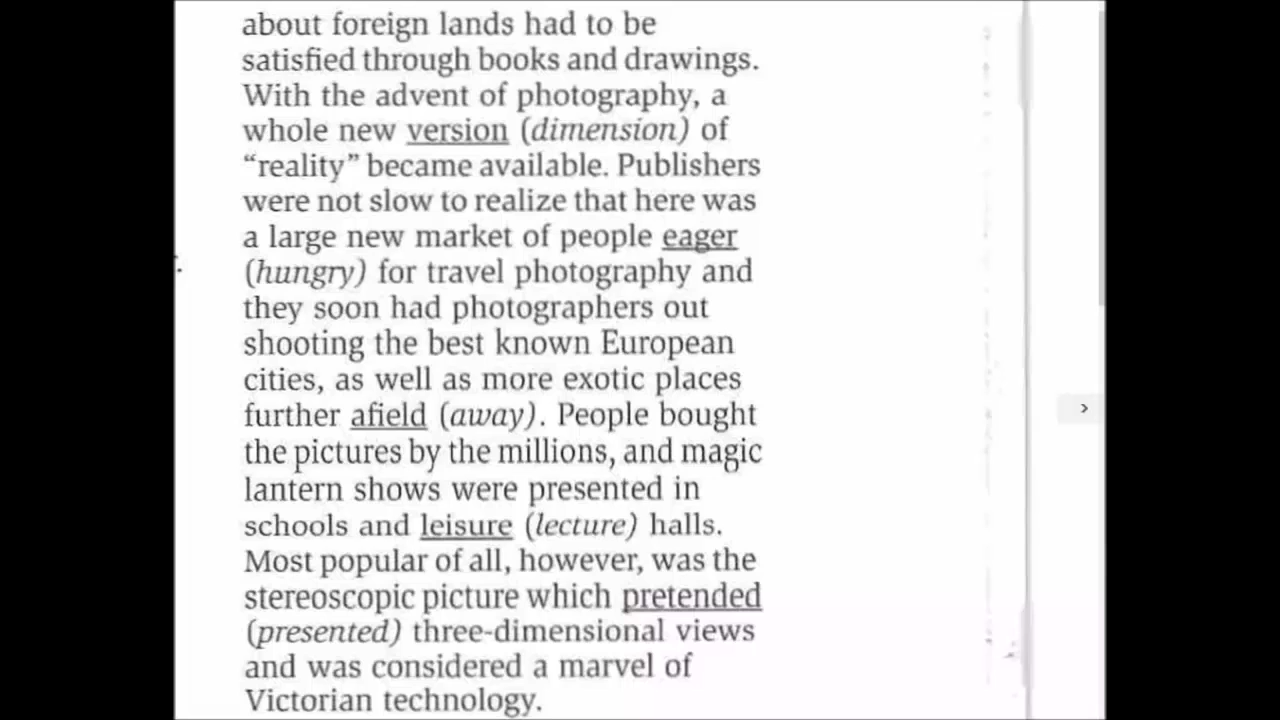 about foreign lands had to be
satisfied through books and drawings.
With the advent of photography, a
whole new version (dimension) of
“reality” became available. Publishers
were not slow to realize that here was
a large new market of people eager
(hungry) for travel photography and
they soon had photographers out
shooting the best known European
cities, as well as more exotic places
further afield (away). People bought
the pictures by the millions, and magic
lantern shows were presented in
schools and leisure (lecture) halls.
Most popular of all, however, was the
stereoscopic picture which pretended
(presented) three-dimensional views
and was considered a marvel of
Victorian technology.